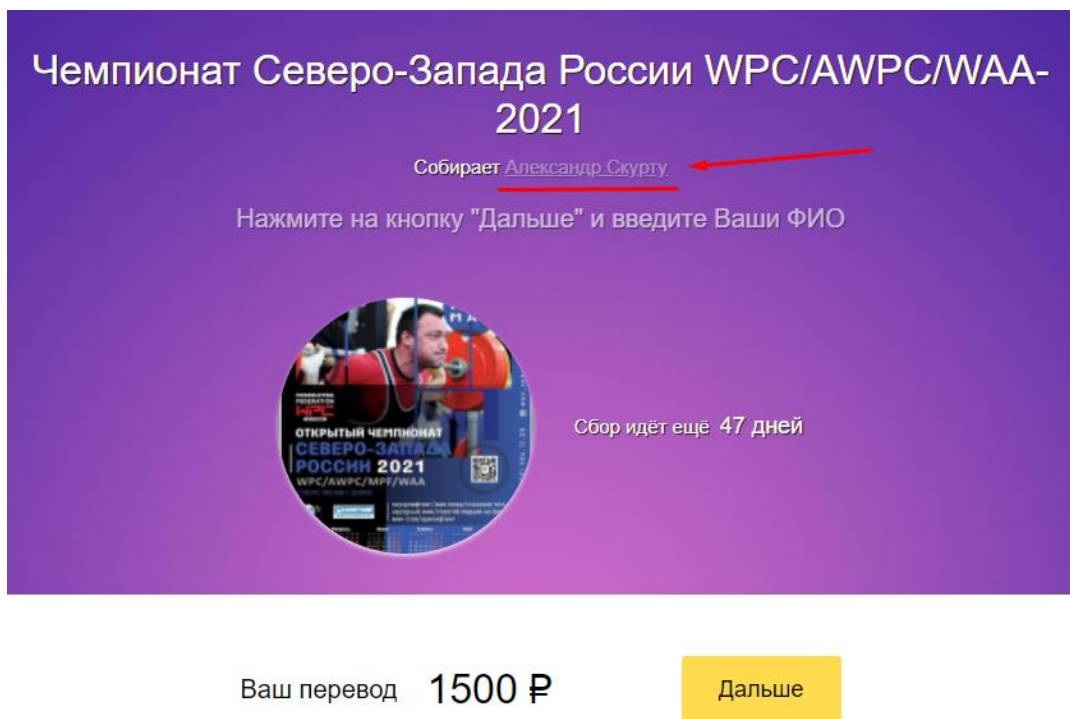 Чемпионат Северо-Запада России WPC/AWPC/WAA-
2021
Собирает Александр Скурту
Нажмите на кнопку "Дальше" и введите Ваши ФИО
WPC
ОТКРЫТЫЙ ЧЕМПИОНАТ
СЕВЕРО-ЗАПАДА
РОССИИ 2021
WPC/AWPC/MPF/WAA
Сбор идёт ещё 47 дней
Ваш перевод 1500 ₽
Дальше